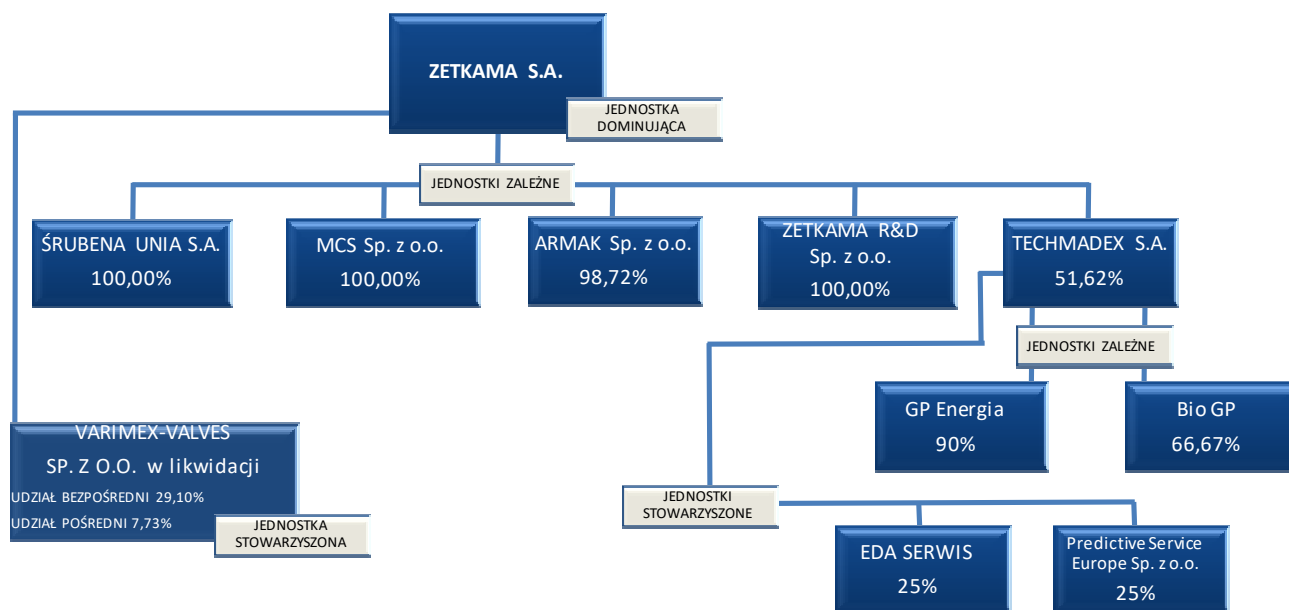 ZETKAMA S.A.
JEDNOSTKA
DOMINUJĄCA
JEDNOSTKI ZALEŻNE
ŚRUBENA UNIA S.A.
100,00%
MCS Sp. z o.o.
100,00%
ARMAK Sp. z o.o.
98,72%
ZETKAMA R&D
Sp. z o.o.
100,00%
TECHMADEX S.A.
51,62%
JEDNOSTKI ZALEŻNE
GP Energia
90%
Bio GP
66,67%
VARIMEX-VALVES
SP. Z O.O. w likwidacji
UDZIAŁ BEZPOŚREDNI 29,10%
UDZIAŁ POŚREDNI 7,73%
JEDNOSTKA
STOWARZYSZONA
JEDNOSTKI
STOWARZYSZONE
EDA SERWIS
25%
Predictive Service
Europe Sp. z o.o.
25%